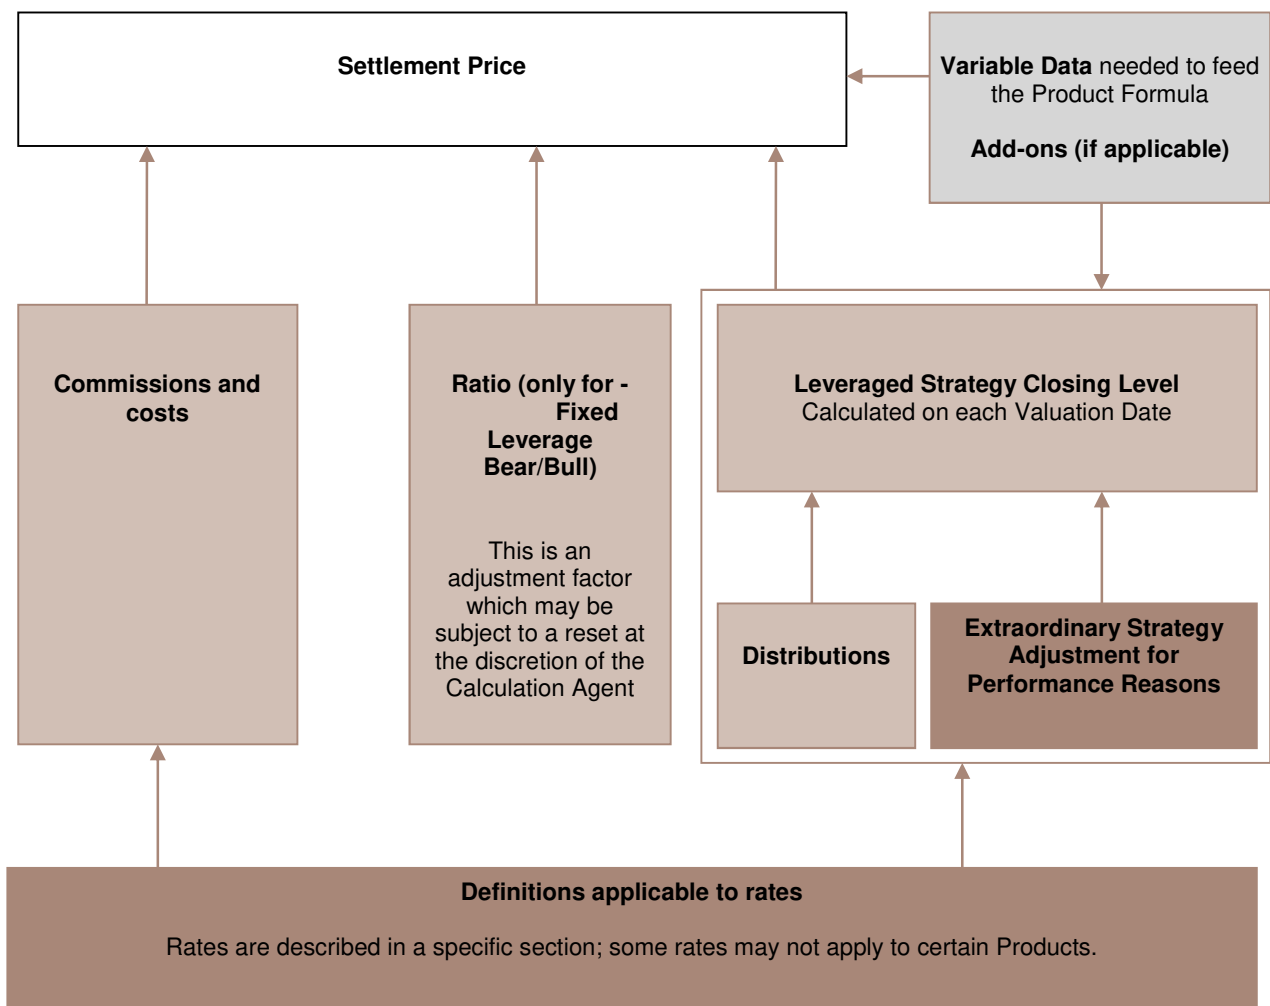 Settlement Price
Variable Data needed to feed
the Product Formula
Add-ons (if applicable)
Commissions and
costs
Ratio (only for -
Fixed
Leverage
Bear/Bull)
This is an
adjustment factor
which may be
subject to a reset at
the discretion of the
Calculation Agent
Leveraged Strategy Closing Level
Calculated on each Valuation Date
Distributions
Extraordinary Strategy
Adjustment for
Performance Reasons
Definitions applicable to rates
Rates are described in a specific section; some rates may not apply to certain Products.